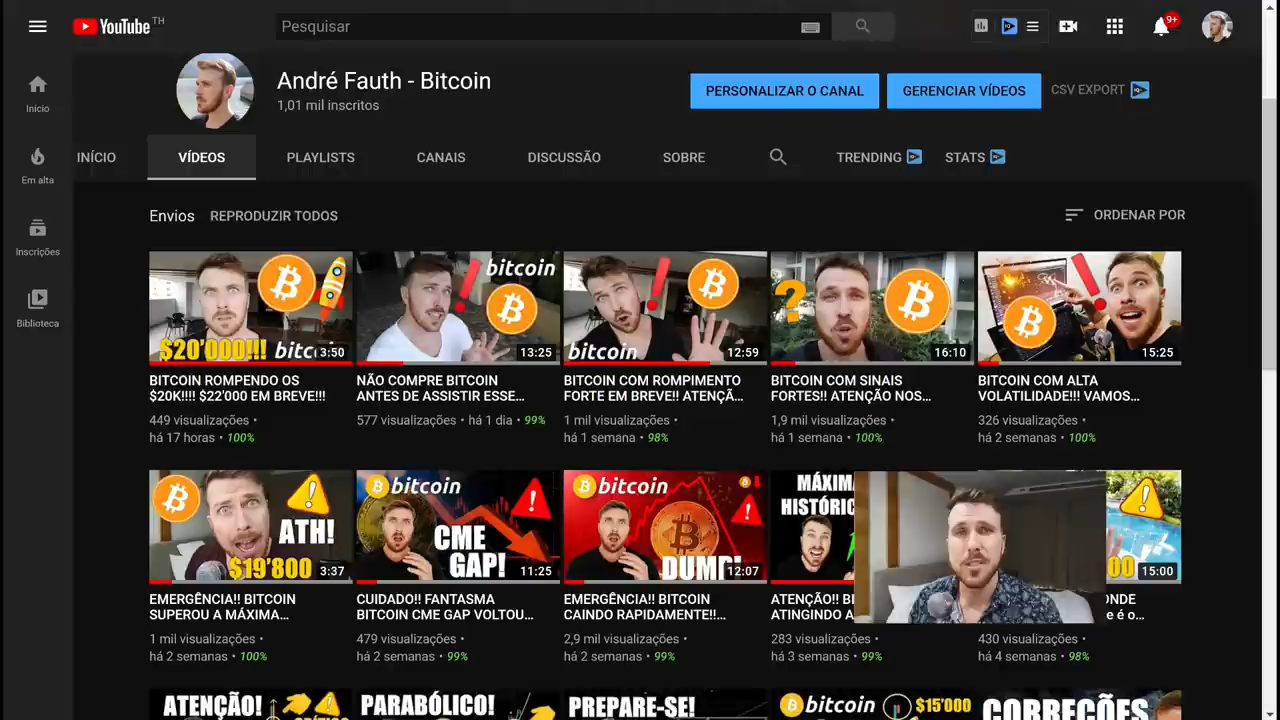 YouTube TH
Pesquisar
9+
Início
Em alta
Inscrições
Biblioteca
André Fauth - Bitcoin
1,01 mil inscritos
PERSONALIZAR O CANAL
GERENCIAR VÍDEOS
CSV EXPORT
INÍCIO
VÍDEOS
PLAYLISTS
CANAIS
DISCUSSÃO
SOBRE
TRENDING
STATS
Envios
REPRODUZIR TODOS
ORDENAR POR
$20'000!!!
3:50
BITCOIN ROMPENDO OS
$20K!!!! $22'000 EM BREVE!!!
449 visualizações •
há 17 horas • 100%
bitcoin
13:25
NÃO COMPRE BITCOIN
ANTES DE ASSISTIR ESSE...
577 visualizações • há 1 dia • 99%
bitcoin
12:59
BITCOIN COM ROMPIMENTO
FORTE EM BREVE!! ATENÇÃ...
1 mil visualizações •
há 1 semana • 98%
?
16:10
BITCOIN COM SINAIS
FORTES!! ATENÇÃO NOS...
1,9 mil visualizações •
há 1 semana • 100%
15:25
BITCOIN COM ALTA
VOLATILIDADE!!! VAMOS...
326 visualizações •
há 2 semanas • 100%
ATH!
$19'800
3:37
EMERGÊNCIA!! BITCOIN
SUPEROU A MÁXIMA...
1 mil visualizações •
há 2 semanas • 100%
bitcoin
CME
GAP!
11:25
CUIDADO!! FANTASMA
BITCOIN CME GAP VOLTOU...
479 visualizações •
há 2 semanas • 99%
bitcoin
DUMP!
12:07
EMERGÊNCIA!! BITCOIN
CAINDO RAPIDAMENTE!!...
2,9 mil visualizações •
há 2 semanas • 99%
ATENÇÃO!!
ATINGINDO A
283 visualizações •
há 3 semanas • 99%
15:00
430 visualizações •
há 4 semanas • 98%
ATENÇÃO!
PARABÓLICO!
PREPARE-SE!
bitcoin
$15'000
CORREÇÕES